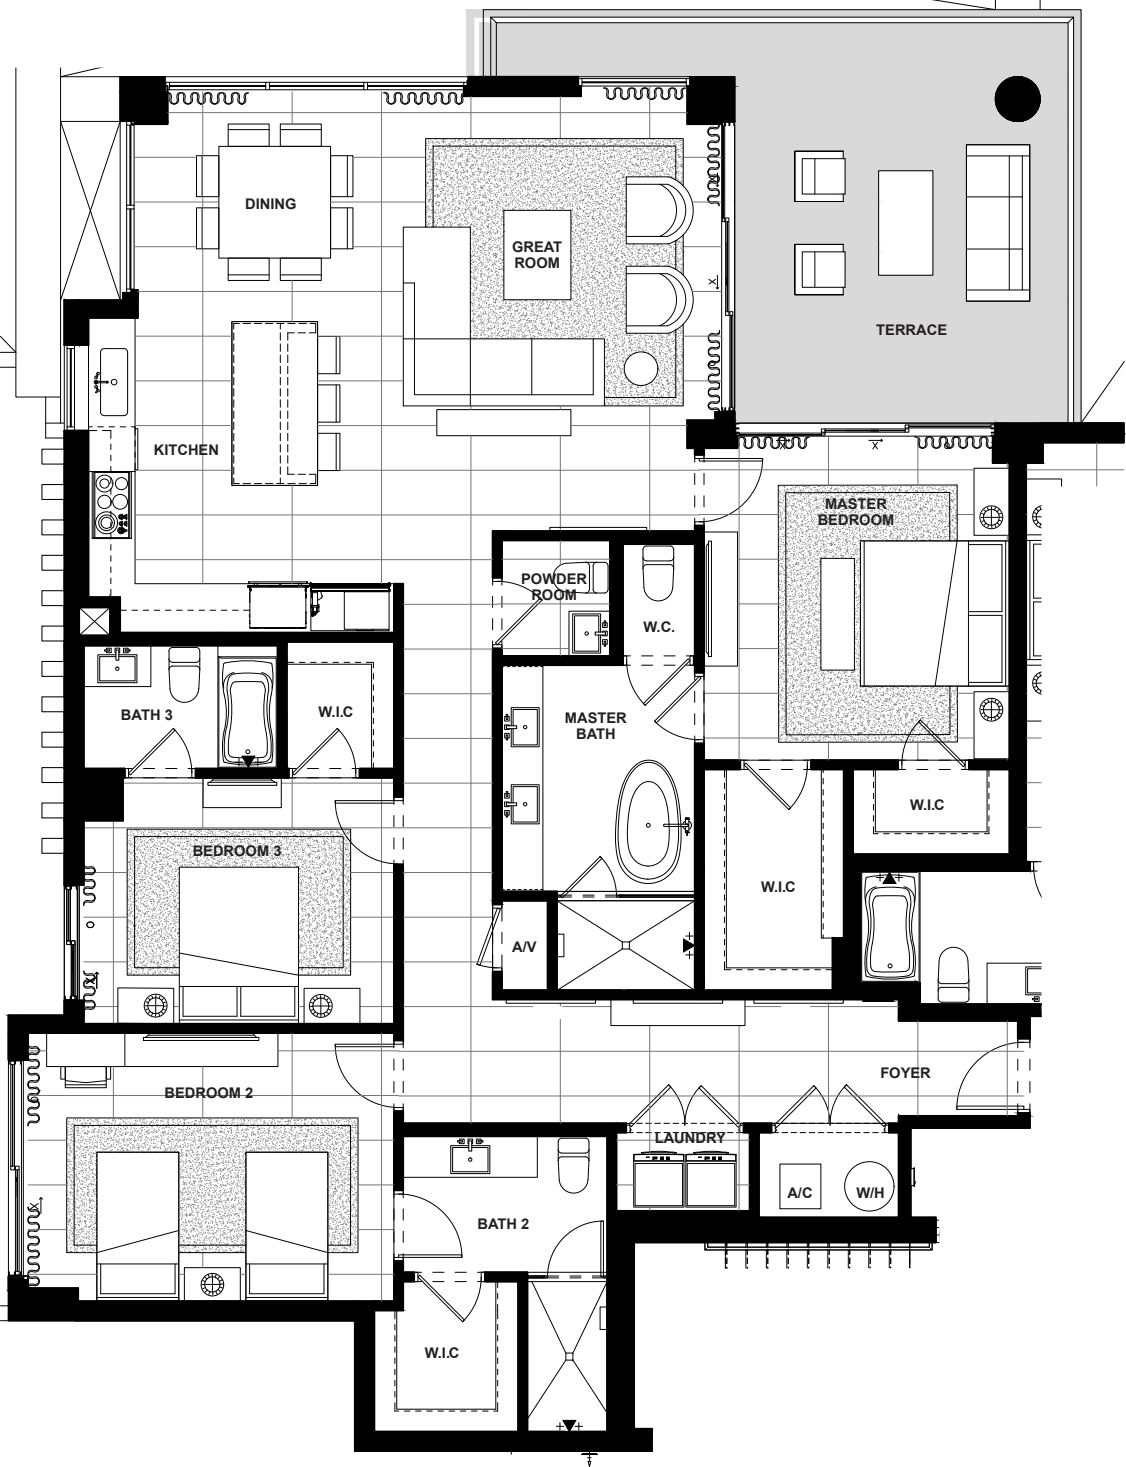 DINING
GREAT
ROOM
TERRACE
KITCHEN
MASTER
BEDROOM
POWDER
ROOM
W.C.
BATH 3
W.I.C
MASTER
BATH
W.I.C
BEDROOM 3
W.I.C
A/V
FOYER
BEDROOM 2
LAUNDRY
A/C
W/H
BATH 2
W.I.C